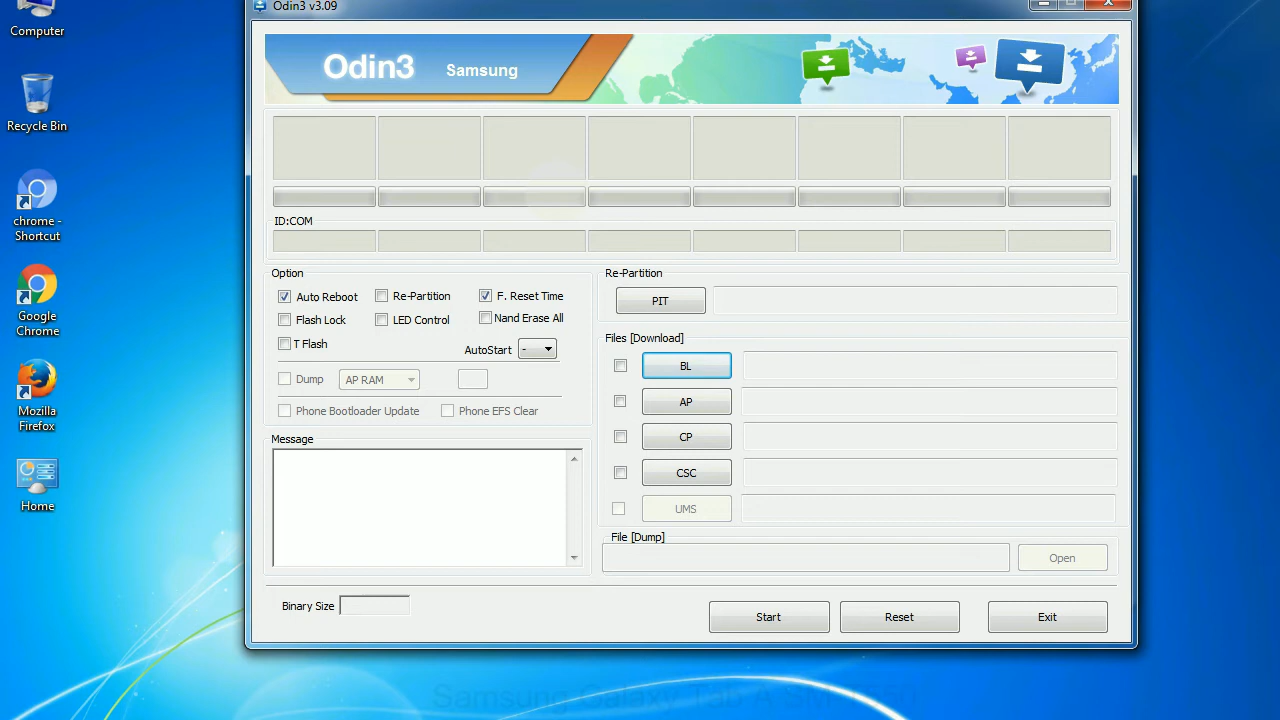 Odin3 v3.09
Computer
Recycle Bin
chrome -
Shortcut
Google
Chrome
Mozilla
Firefox
Home
Odin3 Samsung
ID:COM
Option
Auto Reboot Re-Partition F. Reset Time
Flash Lock LED Control Nand Erase All
T Flash AutoStart -
Dump AP RAM
Phone Bootloader Update Phone EFS Clear
Message
Re-Partition
PIT
Files [Download]
BL
AP
CP
CSC
UMS
File [Dump]
Open
Binary Size
Start Reset Exit
Samsung Galaxy Tab A